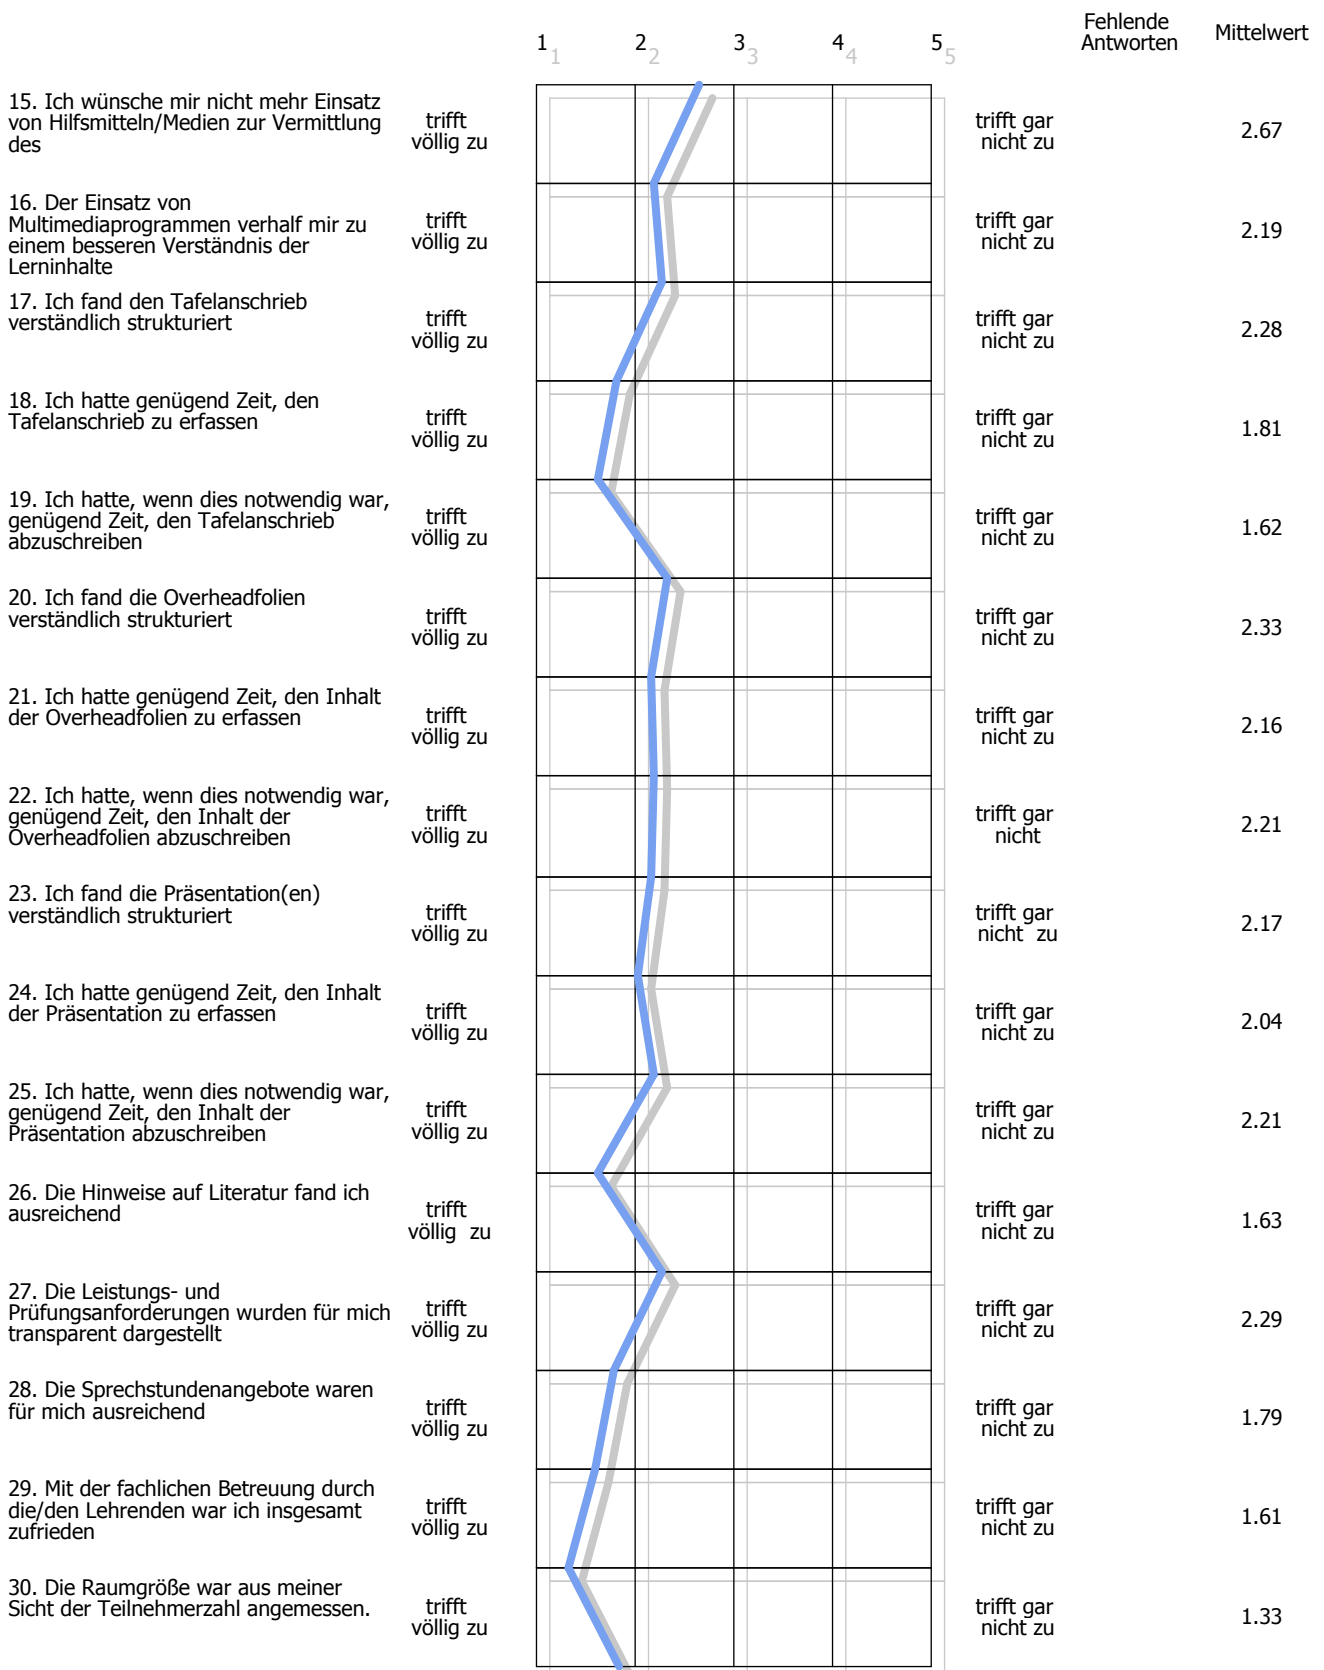 1 2 3 4 5
1 2 3 4 5
Fehlende
Antworten
Mittelwert
15. Ich wünsche mir nicht mehr Einsatz
von Hilfsmitteln/Medien zur Vermittlung
des
trifft
völlig zu
trifft gar
nicht zu
2.67
16. Der Einsatz von
Multimediaprogrammen verhalf mir zu
einem besseren Verständnis der
Lerninhalte
trifft
völlig zu
trifft gar
nicht zu
2.19
17. Ich fand den Tafelanschrieb
verständlich strukturiert
trifft
völlig zu
trifft gar
nicht zu
2.28
18. Ich hatte genügend Zeit, den
Tafelanschrieb zu erfassen
trifft
völlig zu
trifft gar
nicht zu
1.81
19. Ich hatte, wenn dies notwendig war,
genügend Zeit, den Tafelanschrieb
abzuschreiben
trifft
völlig zu
trifft gar
nicht zu
1.62
20. Ich fand die Overheadfolien
verständlich strukturiert
trifft
völlig zu
trifft gar
nicht zu
2.33
21. Ich hatte genügend Zeit, den Inhalt
der Overheadfolien zu erfassen
trifft
völlig zu
trifft gar
nicht zu
2.16
22. Ich hatte, wenn dies notwendig war,
genügend Zeit, den Inhalt der
Overheadfolien abzuschreiben
trifft
völlig zu
trifft gar
nicht
2.21
23. Ich fand die Präsentation(en)
verständlich strukturiert
trifft
völlig zu
trifft gar
nicht zu
2.17
24. Ich hatte genügend Zeit, den Inhalt
der Präsentation zu erfassen
trifft
völlig zu
trifft gar
nicht zu
2.04
25. Ich hatte, wenn dies notwendig war,
genügend Zeit, den Inhalt der
Präsentation abzuschreiben
trifft
völlig zu
trifft gar
nicht zu
2.21
26. Die Hinweise auf Literatur fand ich
ausreichend
trifft
völlig zu
trifft gar
nicht zu
1.63
27. Die Leistungs- und
Prüfungsanforderungen wurden für mich
transparent dargestellt
trifft
völlig zu
trifft gar
nicht zu
2.29
28. Die Sprechstundenangebote waren
für mich ausreichend
trifft
völlig zu
trifft gar
nicht zu
1.79
29. Mit der fachlichen Betreuung durch
die/den Lehrenden war ich insgesamt
zufrieden
trifft
völlig zu
trifft gar
nicht zu
1.61
30. Die Raumgröße war aus meiner
Sicht der Teilnehmerzahl angemessen.
trifft
völlig zu
trifft gar
nicht zu
1.33